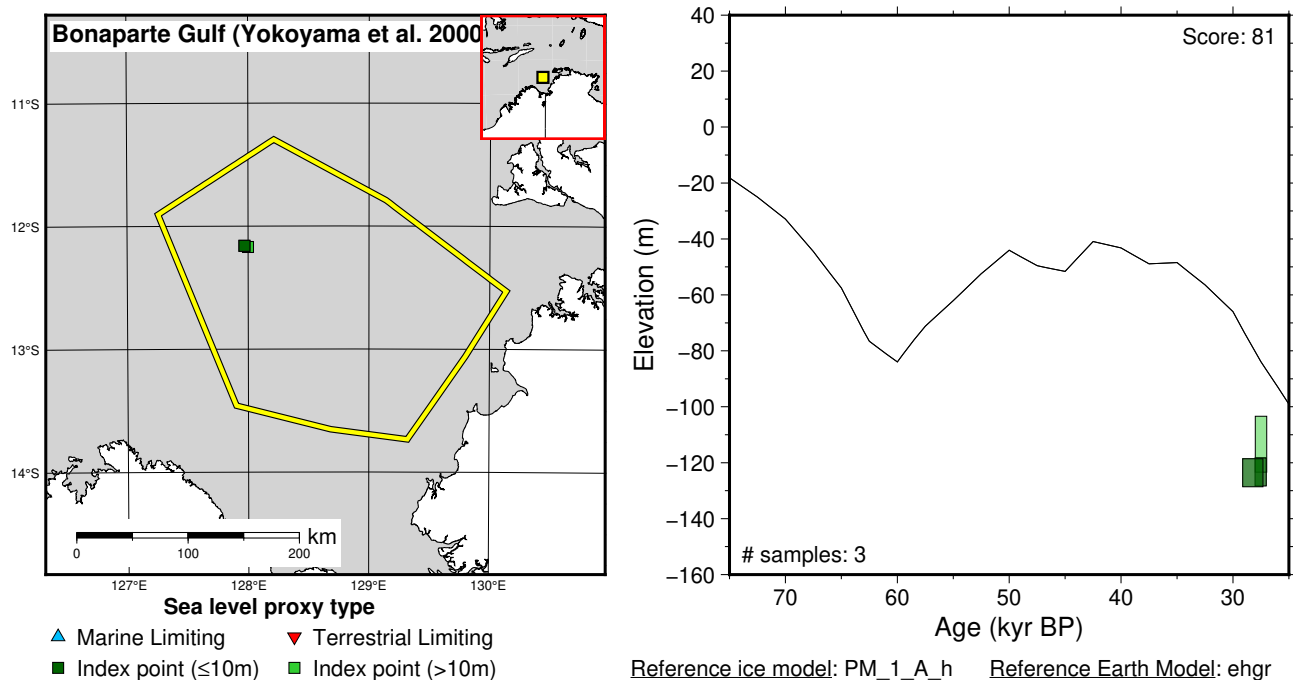 Bonaparte Gulf (Yokoyama et al. 2000
11°S
12°S
13°S
14°S
127°E
128°E
129°E
130°E
km
0
100
200
Sea level proxy type
Marine Limiting
Terrestrial Limiting
Index point (≤10m)
Index point (>10m)
Score: 81
Elevation (m)
40
20
0
−20
−40
−60
−80
−100
−120
−140
−160
# samples: 3
70
60
50
40
30
Age (kyr BP)
Reference ice model: PM_1_A_h
Reference Earth Model: ehgr